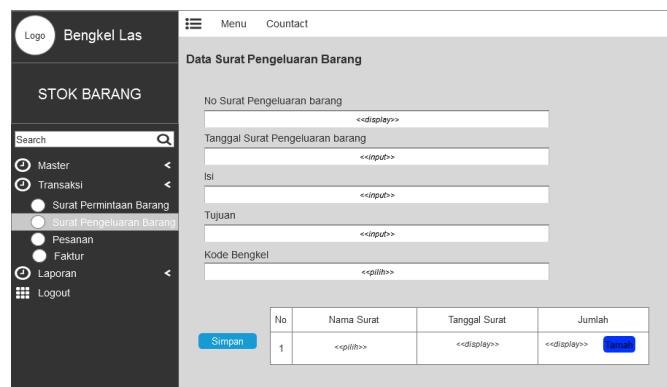 Logo
Bengkel Las
Menu Countact
Data Surat Pengeluaran Barang
STOK BARANG
Search
Master
Transaksi
Surat Permintaan Barang
Surat Pengeluaran Barang
Pesanan
Faktur
Laporan
Logout
No Surat Pengeluaran barang
<<display>>
Tanggal Surat Pengeluaran barang
<<input>>
Isi
<<input>>
Tujuan
<<input>>
Kode Bengkel
<<pilih>>
Simpan
No Nama Surat Tanggal Surat Jumlah
1 <<pilih>> <<display>> <<display>> Tamah